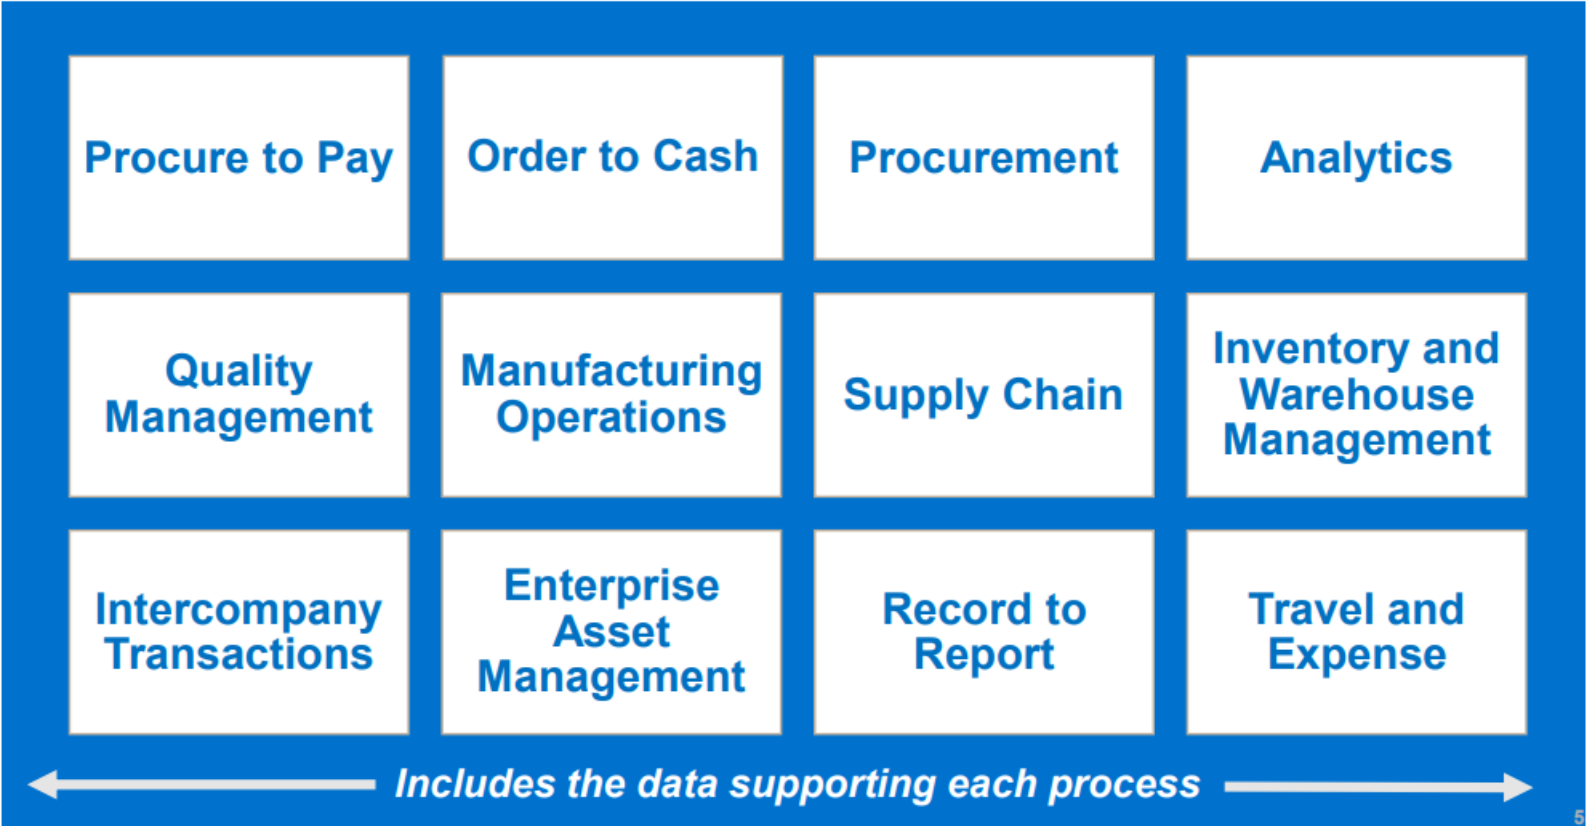 Procure to Pay
Order to Cash
Procurement
Analytics
Quality
Management
Manufacturing
Operations
Supply Chain
Inventory and
Warehouse
Management
Intercompany
Transactions
Enterprise
Asset
Management
Record to
Report
Travel and
Expense
Includes the data supporting each process
5